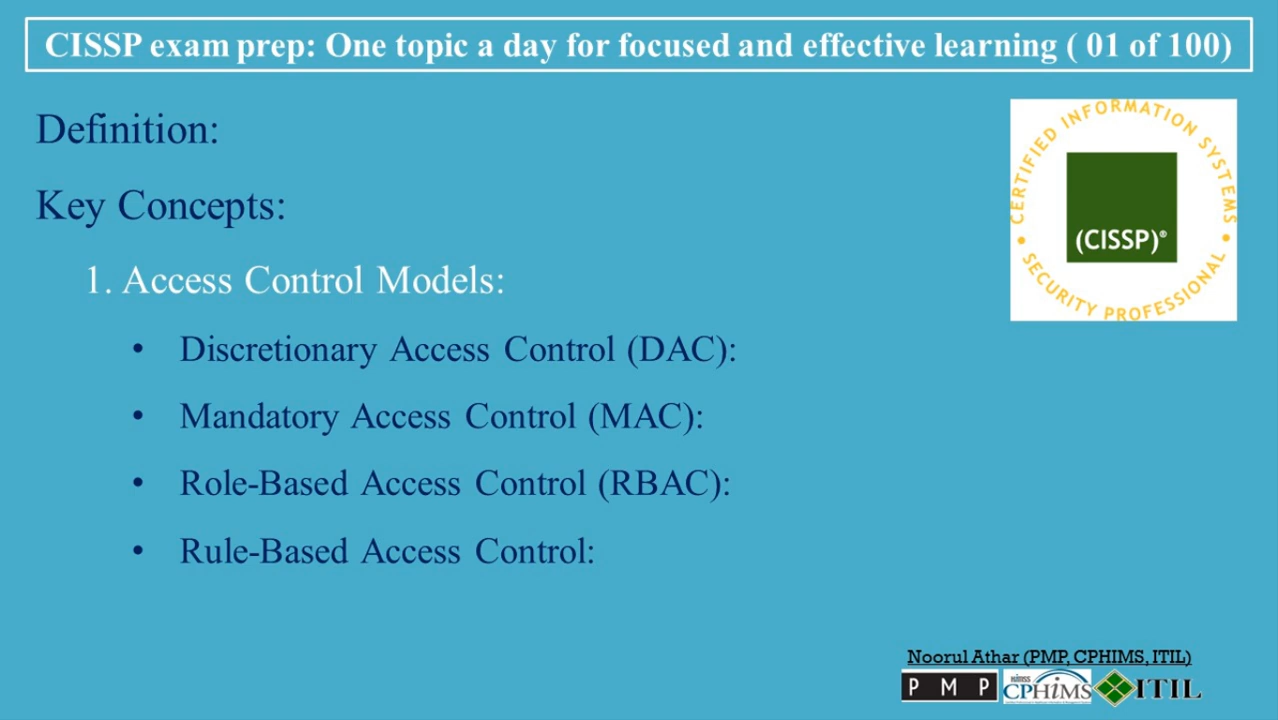 CISSP exam prep: One topic a day for focused and effective learning ( 01 of 100)
Definition:
Key Concepts:
1. Access Control Models:
• Discretionary Access Control (DAC):
• Mandatory Access Control (MAC):
• Role-Based Access Control (RBAC):
• Rule-Based Access Control:
• CERTIFIED INFORMATION SYSTEMS •
(CISSP)®
SECURITY PROFESSIONAL
Noorul Athar (PMP, CPHIMS, ITIL)
P M P
HIMSS
CPHIMS
ITIL